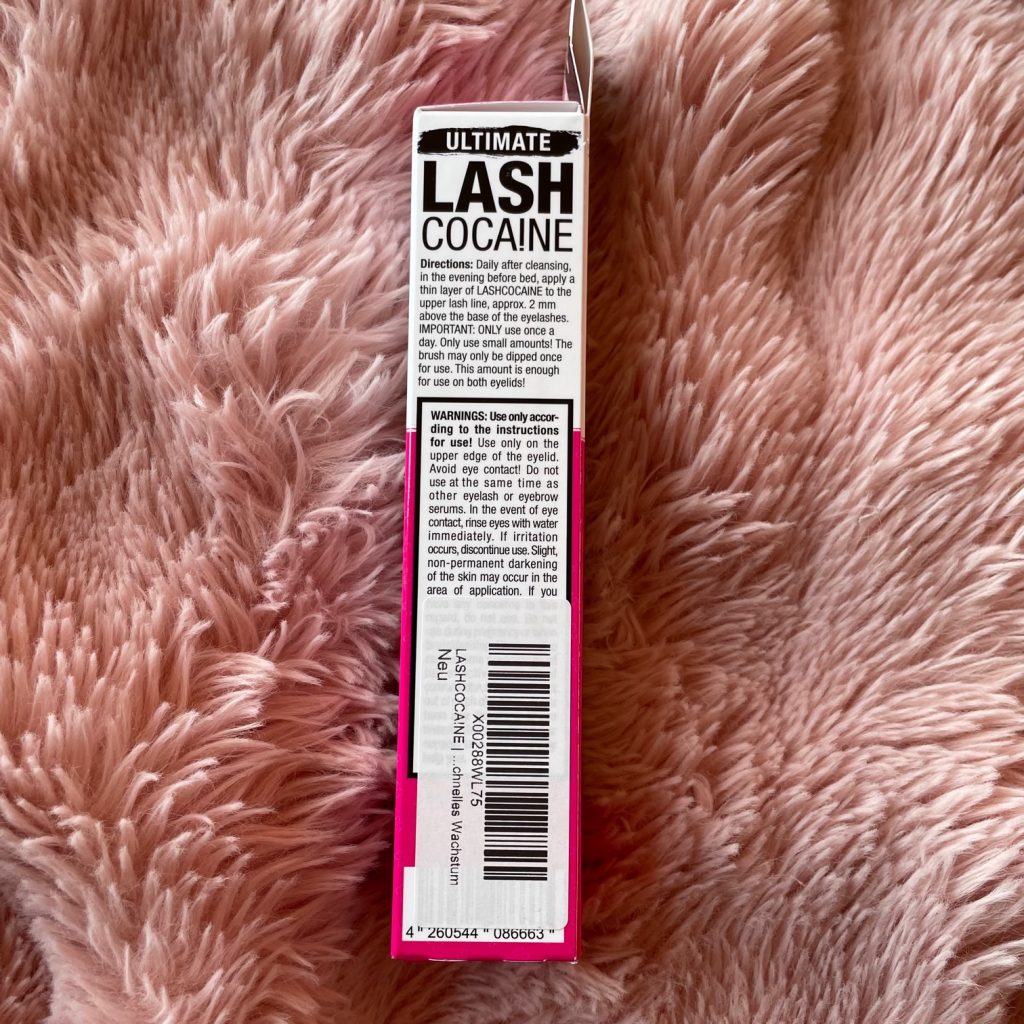 ULTIMATE
LASH
COCA!NE
Directions: Daily after cleansing,
in the evening before bed, apply a
thin layer of LASHCOCAINE to the
upper lash line, approx. 2 mm
above the base of the eyelashes.
IMPORTANT: ONLY use once a
day. Only use small amounts! The
brush may only be dipped once
for use. This amount is enough
for use on both eyelids!
WARNINGS: Use only accor-
ding to the instructions
for use! Use only on the
upper edge of the eyelid.
Avoid eye contact! Do not
use at the same time as
other eyelash or eyebrow
serums. In the event of eye
contact, rinse eyes with water
immediately. If irritation
occurs, discontinue use. Slight,
non-permanent darkening
of the skin may occur in the
area of application. If you
X00288WL75
LASHCOCA!NE | ...chnelles Wachstum
Neu
4 260544 086663